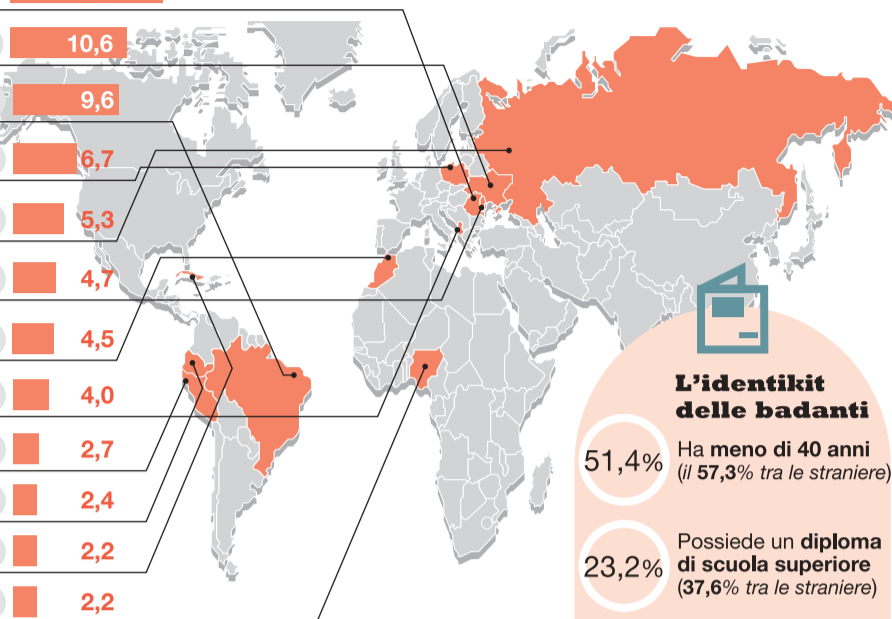 10,6
9,6
6,7
5,3
4,7
4,5
4,0
2,7
2,4
2,2
2,2
L'identikit
delle badanti
51,4%
Ha meno di 40 anni
(il 57,3% tra le straniere)
23,2%
Possiede un diploma
di scuola superiore
(37,6% tra le straniere)